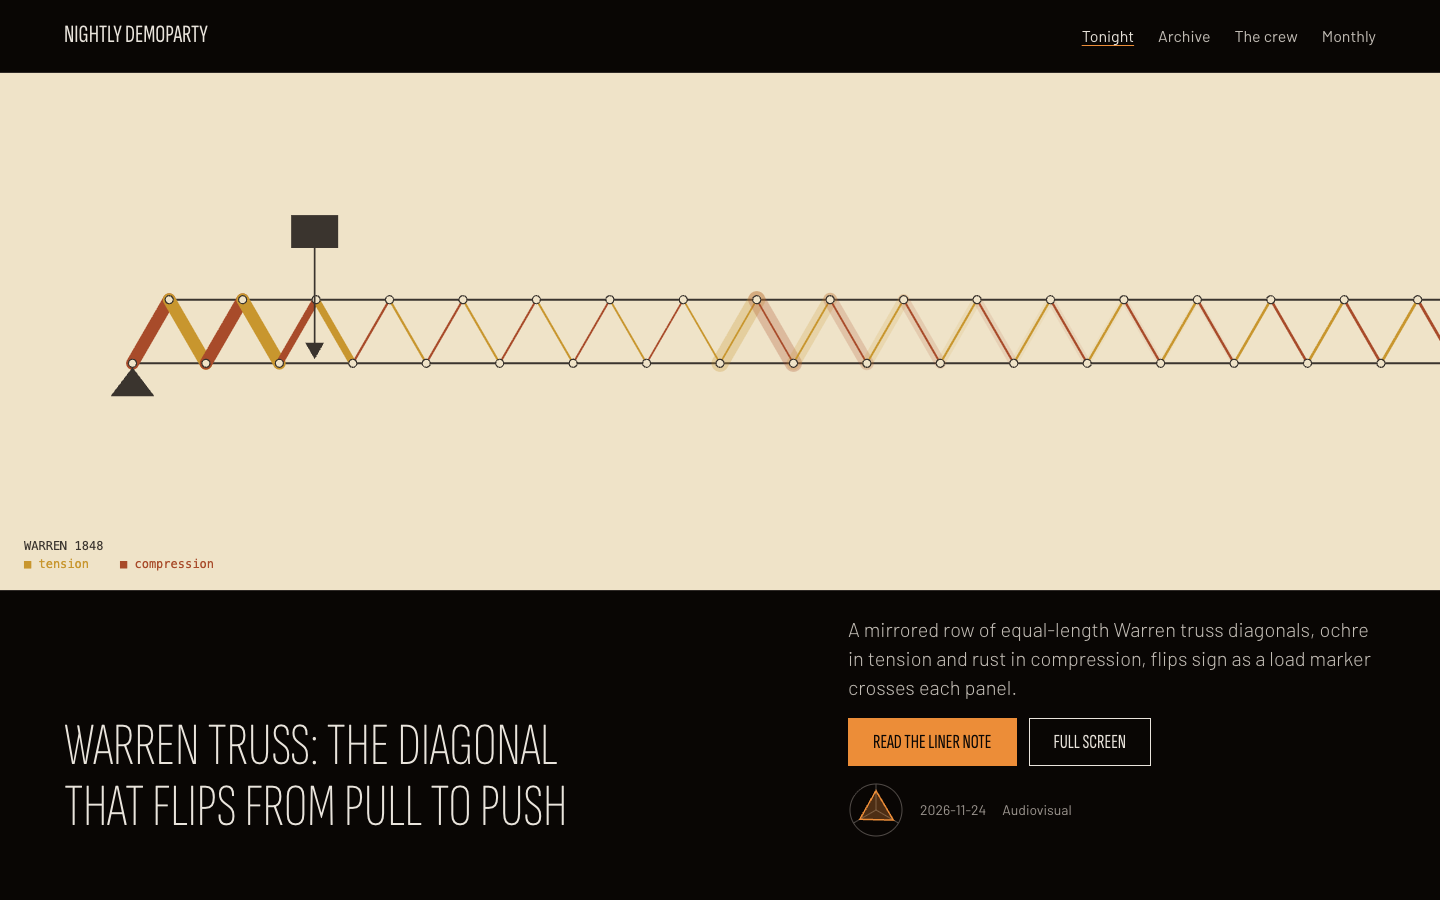 NIGHTLY DEMOPARTY
Tonight Archive The crew Monthly
WARREN 1848
tension compression
WARREN TRUSS: THE DIAGONAL
THAT FLIPS FROM PULL TO PUSH
A mirrored row of equal-length Warren truss diagonals, ochre
in tension and rust in compression, flips sign as a load marker
crosses each panel.
READ THE LINER NOTE FULL SCREEN
2026-11-24 Audiovisual